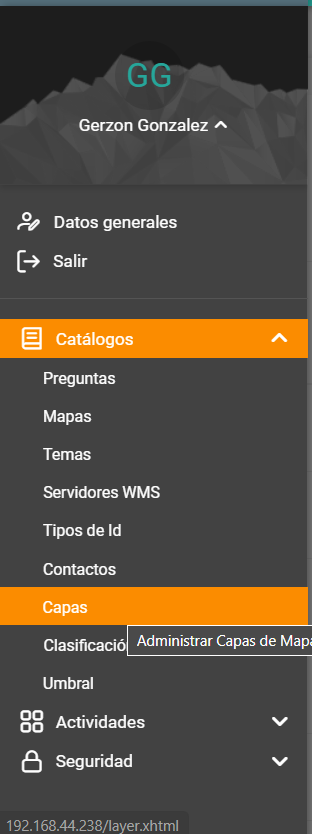 GG
Gerzon Gonzalez
Datos generales
Salir
Catálogos
Preguntas
Mapas
Temas
Servidores WMS
Tipos de Id
Contactos
Capas
Administrar Capas de Mapa
Clasificación
Umbral
Actividades
Seguridad
192.168.44.238/layer.xhtml